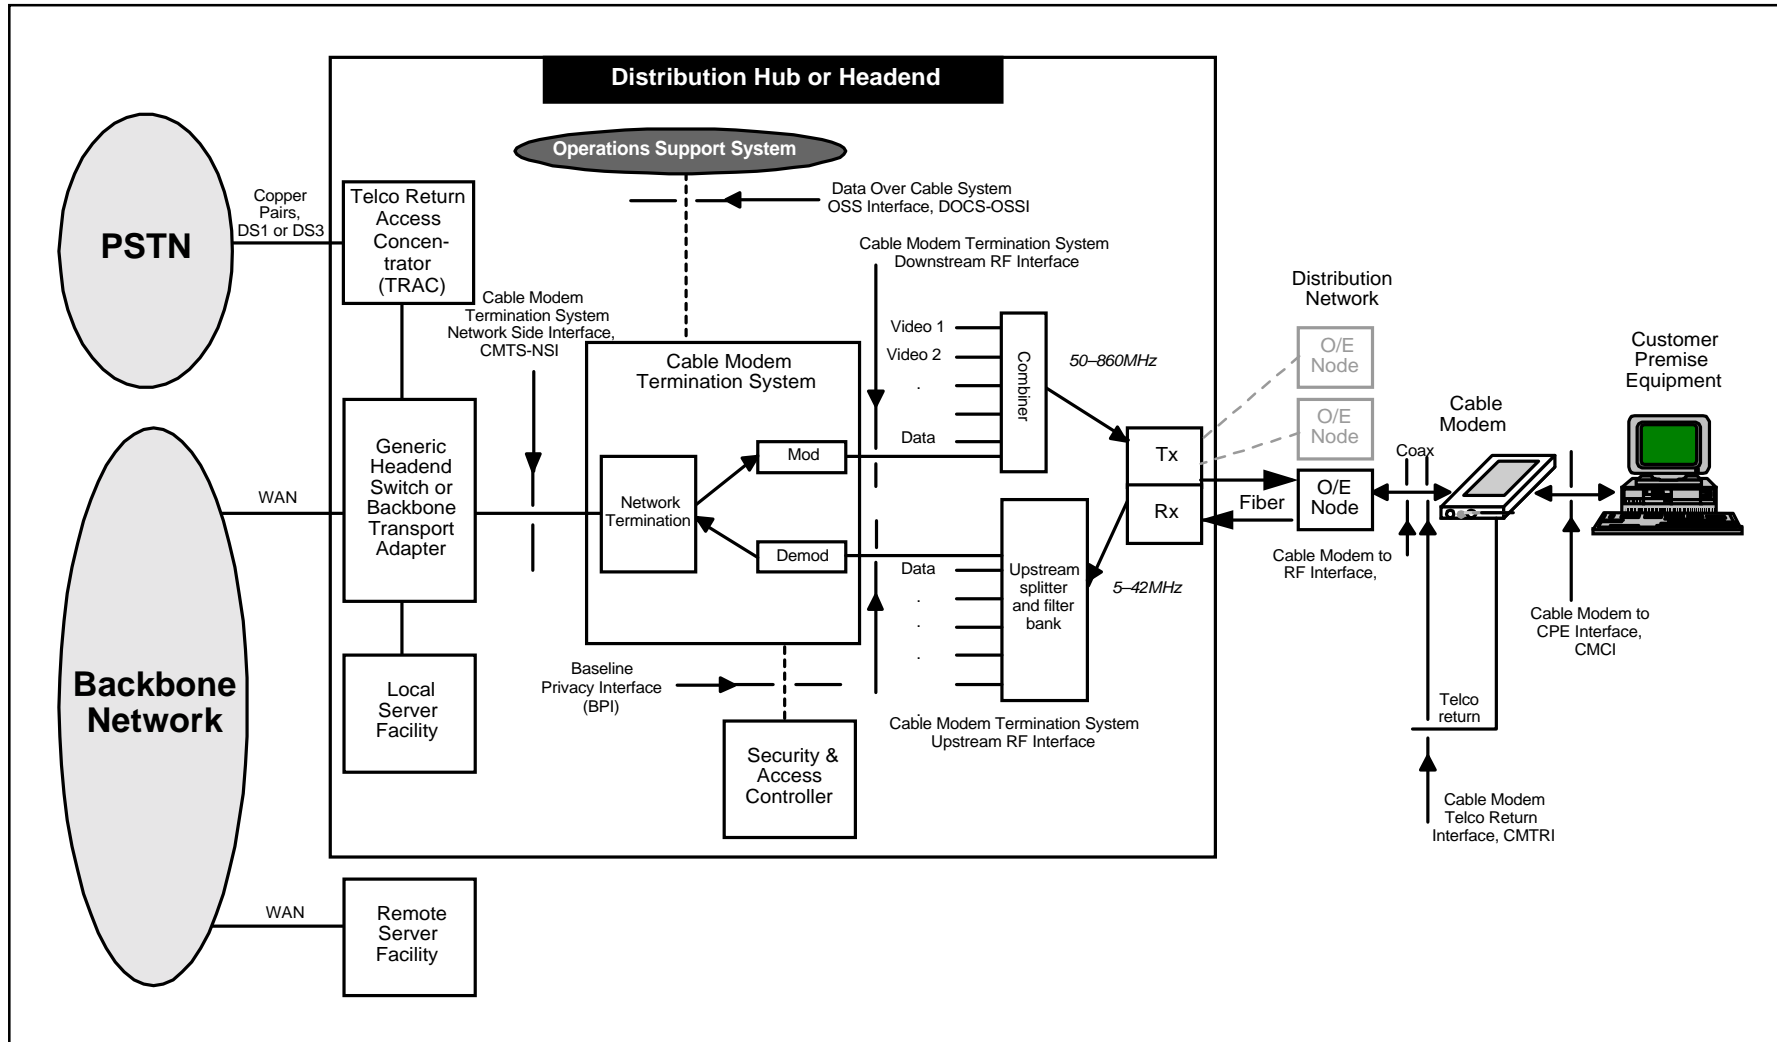 Distribution Hub or Headend
Operations Support System
Copper
Pairs,
DS1 or DS3
PSTN
Telco Return
Access
Concen-
trator
(TRAC)
Data Over Cable System
OSS Interface, DOCS-OSSI
Cable Modem Termination System
Downstream RF Interface
Cable Modem
Termination System
Network Side Interface,
CMTS-NSI
Cable Modem
Termination System
Video 1
Video 2
.
Data
Combiner
50–860MHz
Distribution
Network
O/E
Node
O/E
Node
O/E
Node
Customer
Premise
Equipment
Cable
Modem
Coax
Generic
Headend
Switch or
Backbone
Transport
Adapter
WAN
Network
Termination
Mod
Demod
Tx
Rx
Fiber
Data
.
.
.
.
Upstream
splitter
and filter
bank
5–42MHz
Cable Modem to
RF Interface,
Cable Modem to
CPE Interface,
CMCI
Backbone
Network
Local
Server
Facility
Baseline
Privacy Interface
(BPI)
Cable Modem Termination System
Upstream RF Interface
Telco
return
Security &
Access
Controller
Cable Modem
Telco Return
Interface, CMTRI
WAN
Remote
Server
Facility